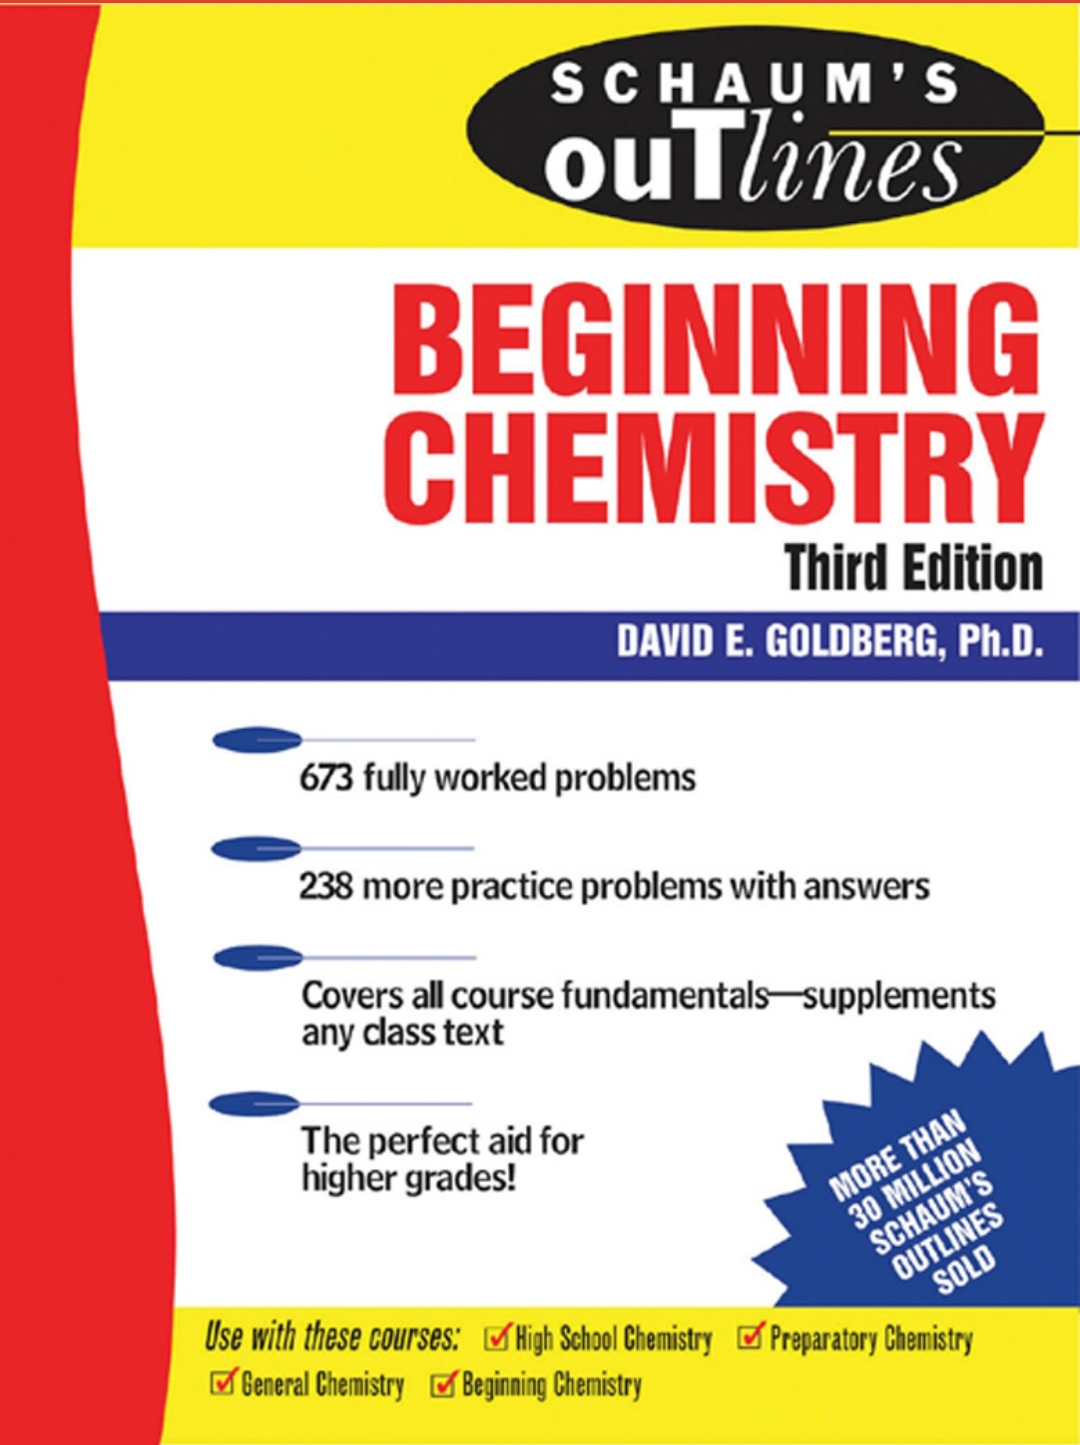 SCHAUM'S
ouTlines
BEGINNING
CHEMISTRY
Third Edition
DAVID E. GOLDBERG, Ph.D.
673 fully worked problems
238 more practice problems with answers
Covers all course fundamentals—supplements
any class text
The perfect aid for
higher grades!
MORE THAN
30 MILLION
SCHAUM'S
OUTLINES
SOLD
Use with these courses: High School Chemistry Preparatory Chemistry
General Chemistry Beginning Chemistry